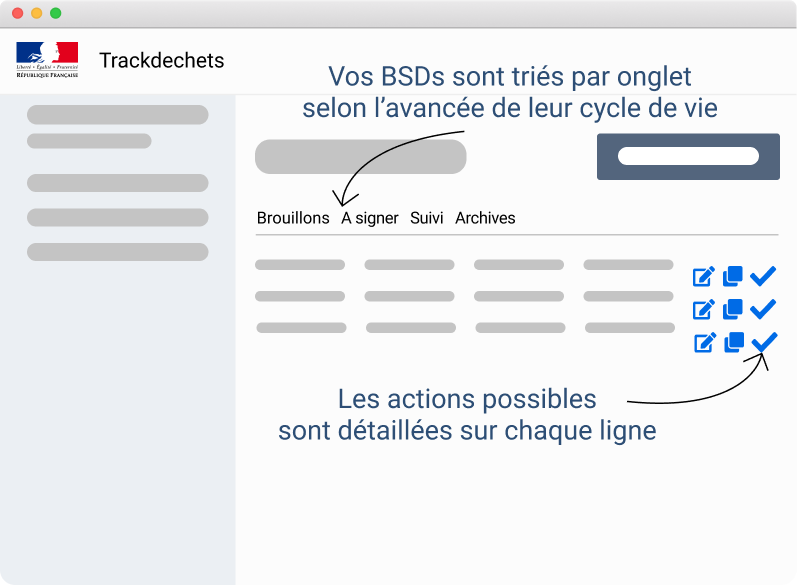 Liberté • Égalité • Fraternité
RÉPUBLIQUE FRANÇAISE
Trackdechets
Vos BSDs sont triés par onglet
selon l’avancée de leur cycle de vie
Brouillons A signer Suivi Archives
Les actions possibles
sont détaillées sur chaque ligne